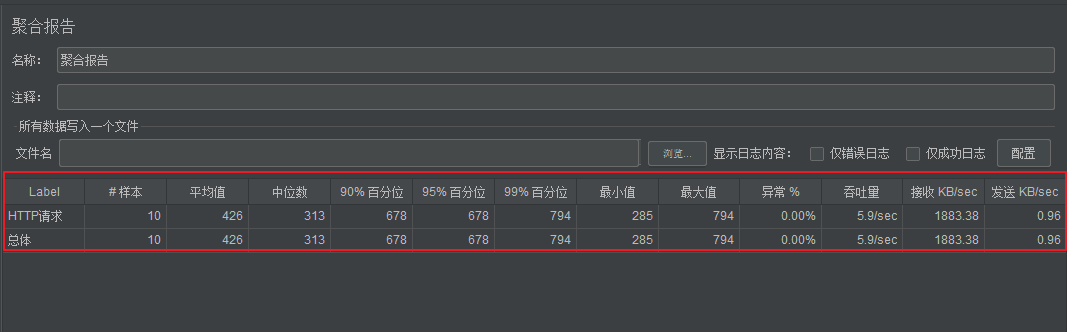 聚合报告
名称： 聚合报告
注释：
所有数据写入一个文件
文件名 浏览... 显示日志内容： 仅错误日志 仅成功日志 配置
Label # 样本 平均值 中位数 90% 百分位 95% 百分位 99% 百分位 最小值 最大值 异常 % 吞吐量 接收 KB/sec 发送 KB/sec
HTTP请求 10 426 313 678 678 794 285 794 0.00% 5.9/sec 1883.38 0.96
总体 10 426 313 678 678 794 285 794 0.00% 5.9/sec 1883.38 0.96